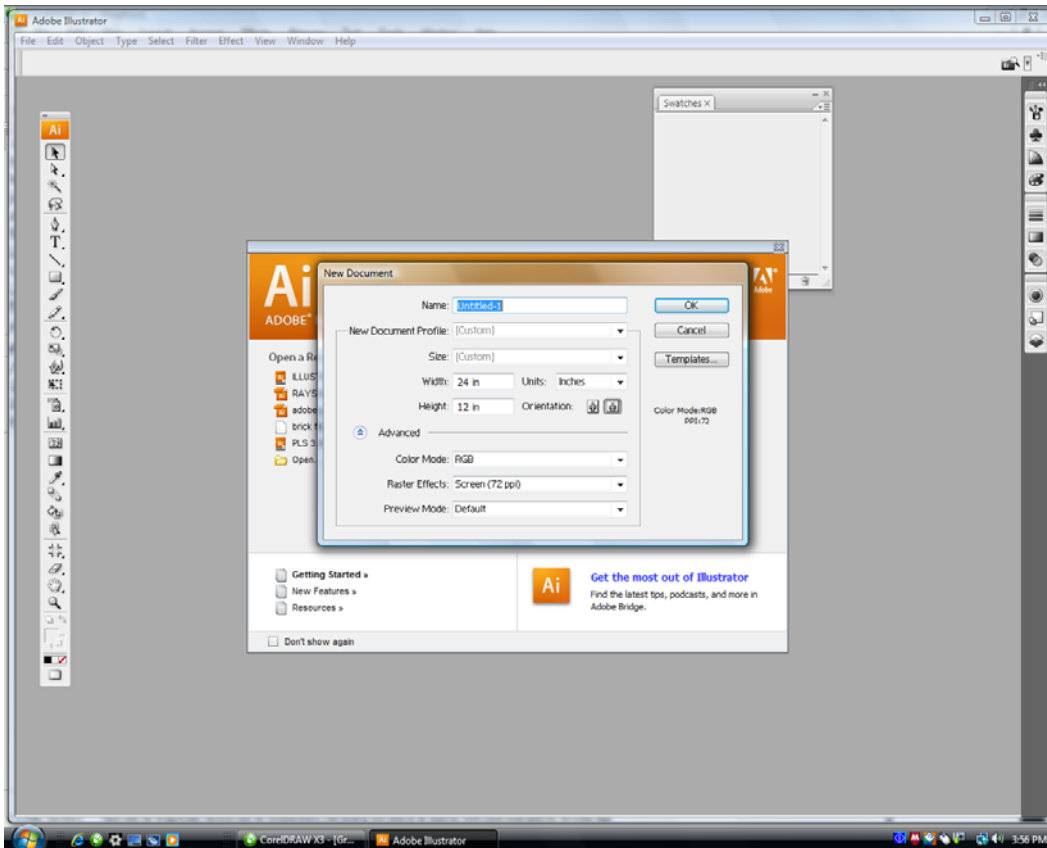 Adobe Illustrator
File Edit Object Type Select Filter Effect View Window Help
Swatches
Ai
Ai
ADOBE
Adobe
New Document
Name: Untitled-1
OK
New Document Profile: [Custom]
Cancel
Size: [Custom]
Templates...
Width: 24 in Units: Inches
Height: 12 in Orientation:
Color Mode:RGB
PPI:72
Advanced
Color Mode: RGB
Raster Effects: Screen (72 ppi)
Preview Mode: Default
Open a Re
ILLUS
RAYS
adobe
brick
PLS 3
Open.
Getting Started »
New Features »
Resources »
Ai
Get the most out of Illustrator
Find the latest tips, podcasts, and more in
Adobe Bridge.
Don't show again
CorelDRAW X3 - [Gr...
Adobe Illustrator
3:56 PM